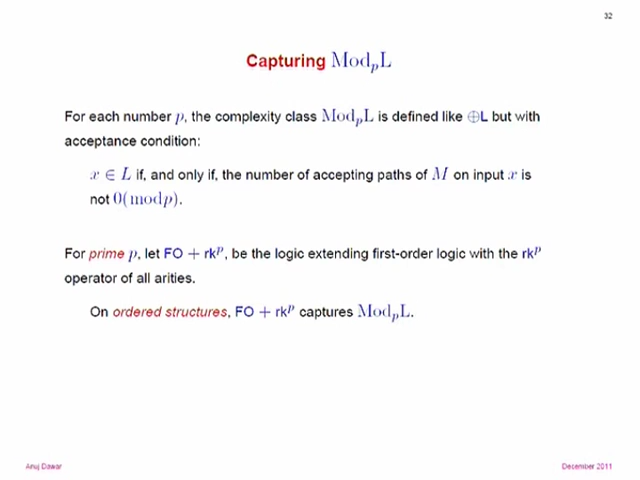 32
Capturing ModₚL
For each number p, the complexity class ModₚL is defined like ⊕L but with
acceptance condition:
x ∈ L if, and only if, the number of accepting paths of M on input x is
not 0(mod p).
For prime p, let FO + rkᵖ, be the logic extending first-order logic with the rkᵖ
operator of all arities.
On ordered structures, FO + rkᵖ captures ModₚL.
Anuj Dawar
December 2011